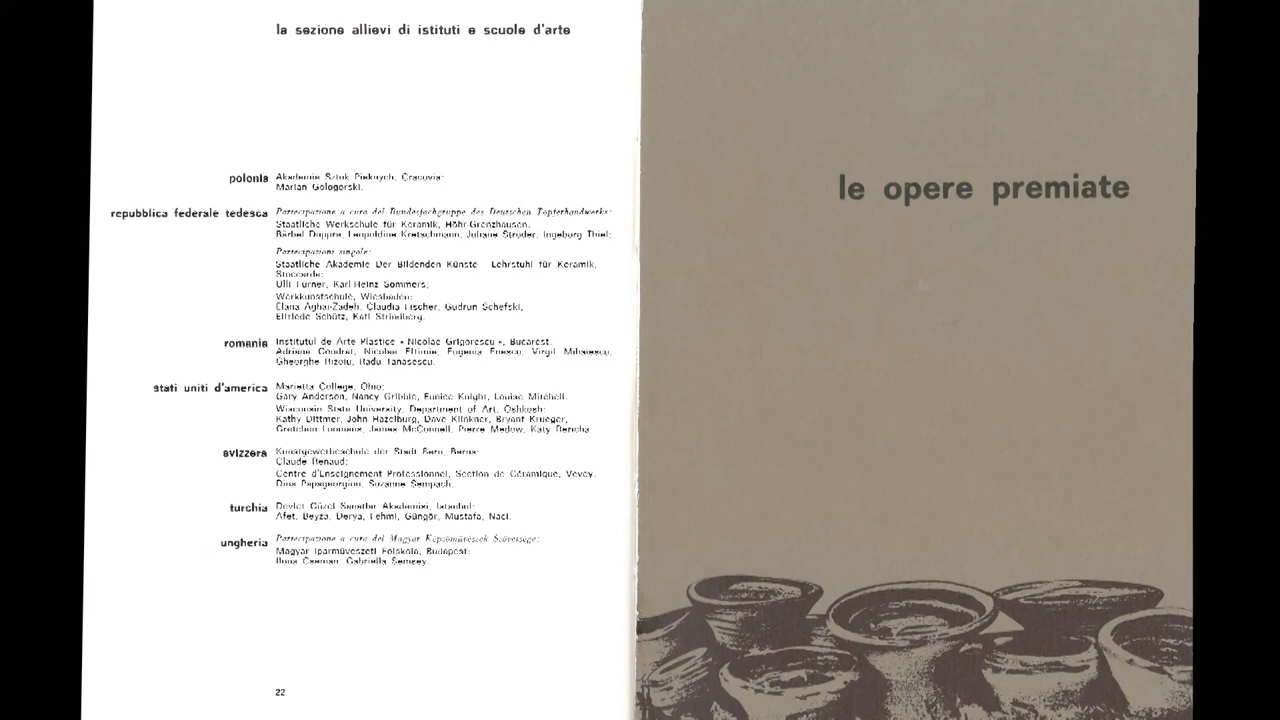 la sezione allievi di istituti e scuole d'arte
polonia Akademie Sztuk Pieknych, Cracovia:
Marian Gologorski.
repubblica federale tedesca Partecipazione a cura del Bundesfachgruppe des Deutschen Töpferhandwerks:
Staatliche Werkschule für Keramik, Höhr-Grenzhausen.
Bärbel Duppre, Leopoldine Kretschmann, Juliane Ströder, Ingeborg Thiel;
Partecipazioni singole:
Staatliche Akademie Der Bildenden Künste - Lehrstuhl für Keramik,
Stoccarda:
Ulli Turner, Karl-Heinz Sommers;
Werkkunstschule, Wiesbaden:
Elaria Aghai-Zadeh, Claudia Fischer, Gudrun Schefski,
Elfriede Schütz, Karl Strindberg.
romania Institutul de Arte Plastice « Nicolae Grigorescu », Bucarest:
Adriana Condrat, Nicolae Eftimie, Eugenia Enescu, Virgil Mihaiescu,
Gheorghe Rizoiu, Radu Tanasescu.
stati uniti d'america Marietta College, Ohio:
Gary Anderson, Nancy Gribble, Eunice Knight, Louise Mitchell.
Wisconsin State University, Department of Art, Oshkosh:
Kathy Dittmer, John Hazelburg, Dave Klinkner, Bryant Krueger,
Gretchen Loomans, James McConnell, Pierre Medow, Katy Rericha
svizzera Kunstgewerbeschule der Stadt Bern, Berna:
Claude Renaud;
Centre d'Enseignement Professionnel, Section de Céramique, Vevey.
Dina Papageorgiou, Suzanne Sempach.
turchia Devlet Güzel Sanatlar Akademisi, Istanbul:
Afet, Beyza, Derya, Fehmi, Güngör, Mustafa, Naci.
ungheria Partecipazione a cura del Magyar Képzömüvészek Szövetsége:
Magyar Iparmüveszeti Foiskola, Budapest:
Ilona Cseman, Gabriella Semsey
22
le opere premiate